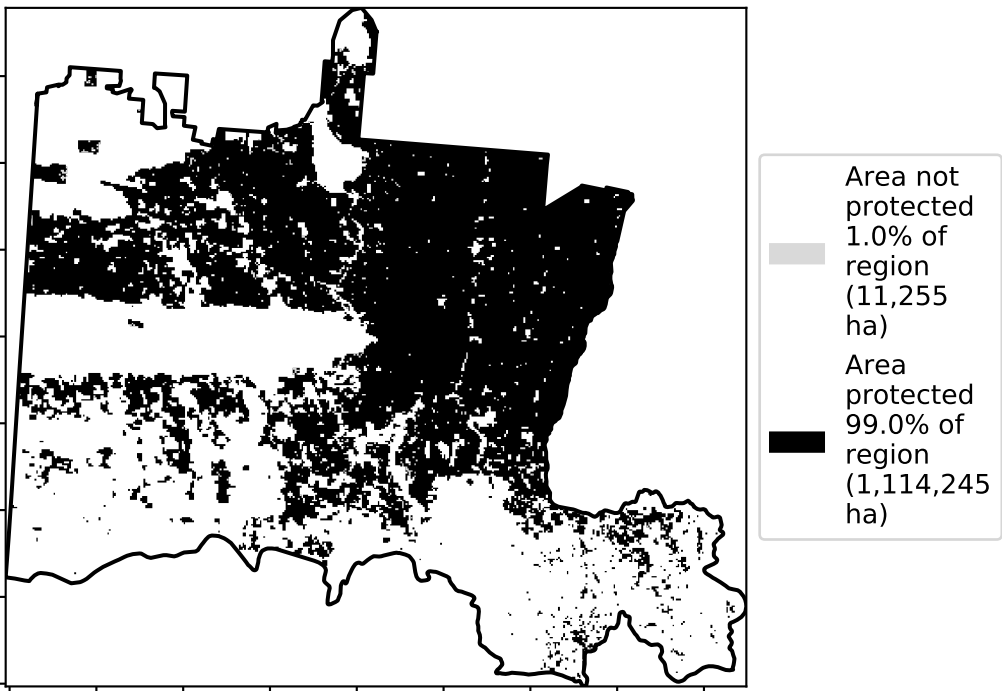 Area not
protected
1.0% of
region
(11,255
ha)
Area
protected
99.0% of
region
(1,114,245
ha)